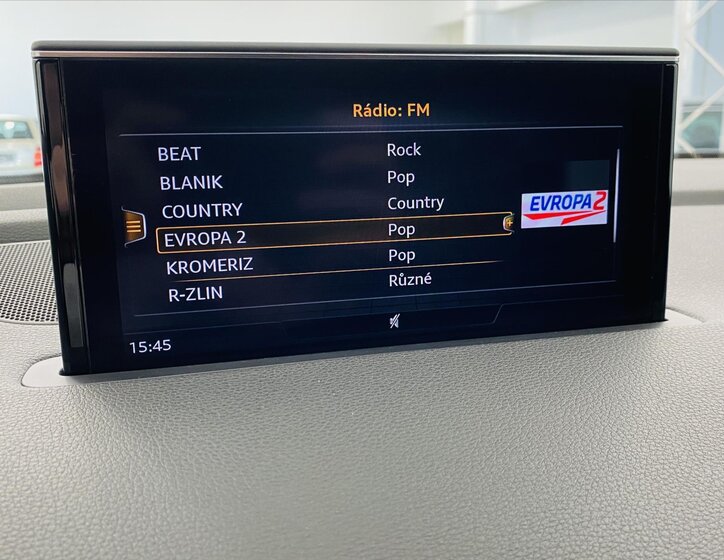 Rádio: FM
BEAT Rock
BLANIK Pop
COUNTRY Country
EVROPA 2 Pop
EVROPA 2
KROMERIZ Pop
R-ZLIN Různé
15:45